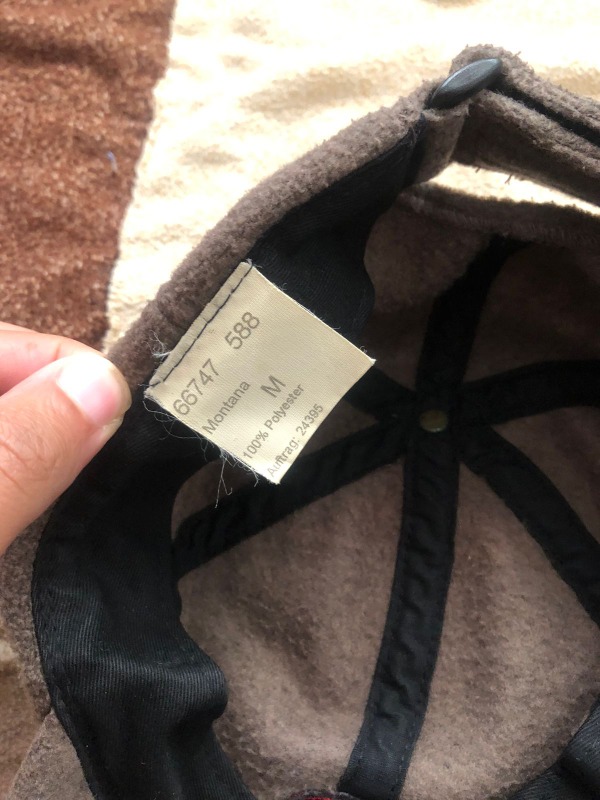 66747 588
Montana
M
100% Polyester
Auftrag: 24395